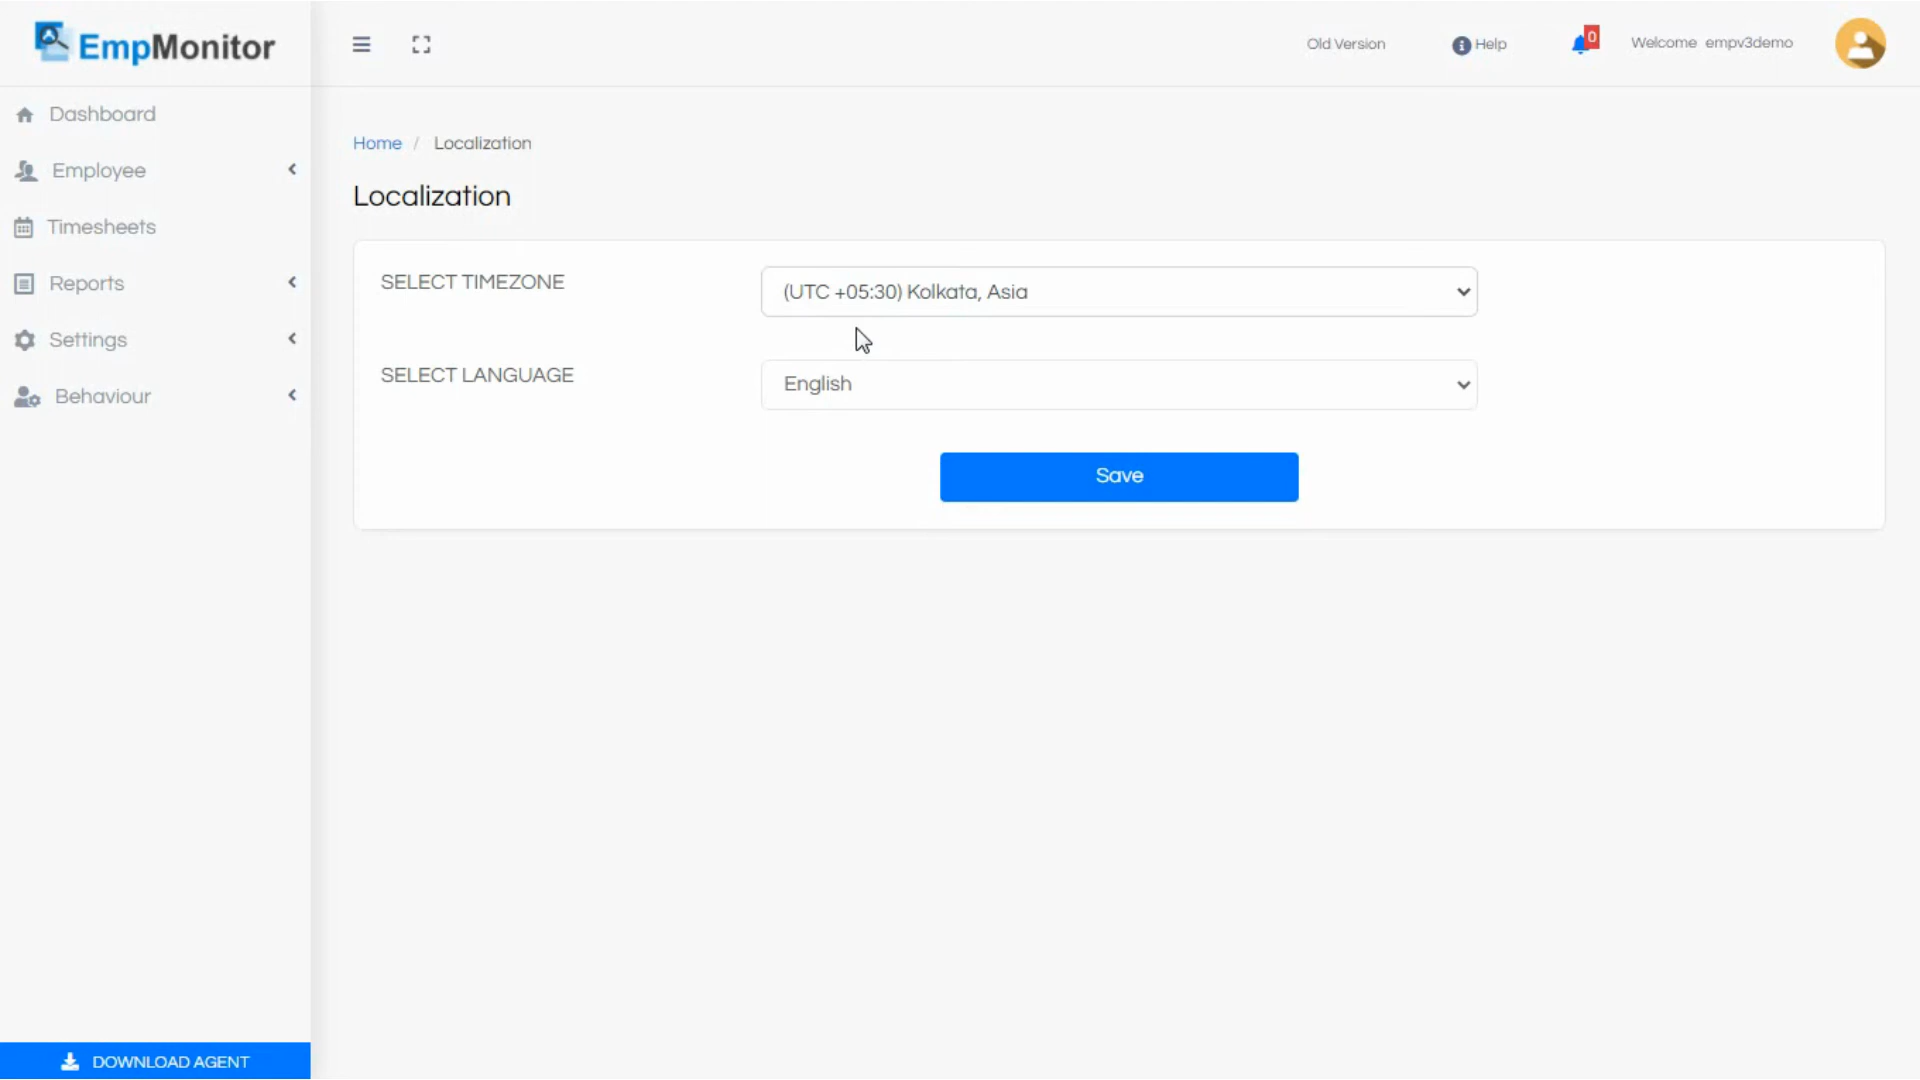 EmpMonitor
Old Version
Help
0
Welcome empv3demo
Dashboard
Employee
Timesheets
Reports
Settings
Behaviour
Home / Localization
Localization
SELECT TIMEZONE
(UTC +05:30) Kolkata, Asia
SELECT LANGUAGE
English
Save
DOWNLOAD AGENT